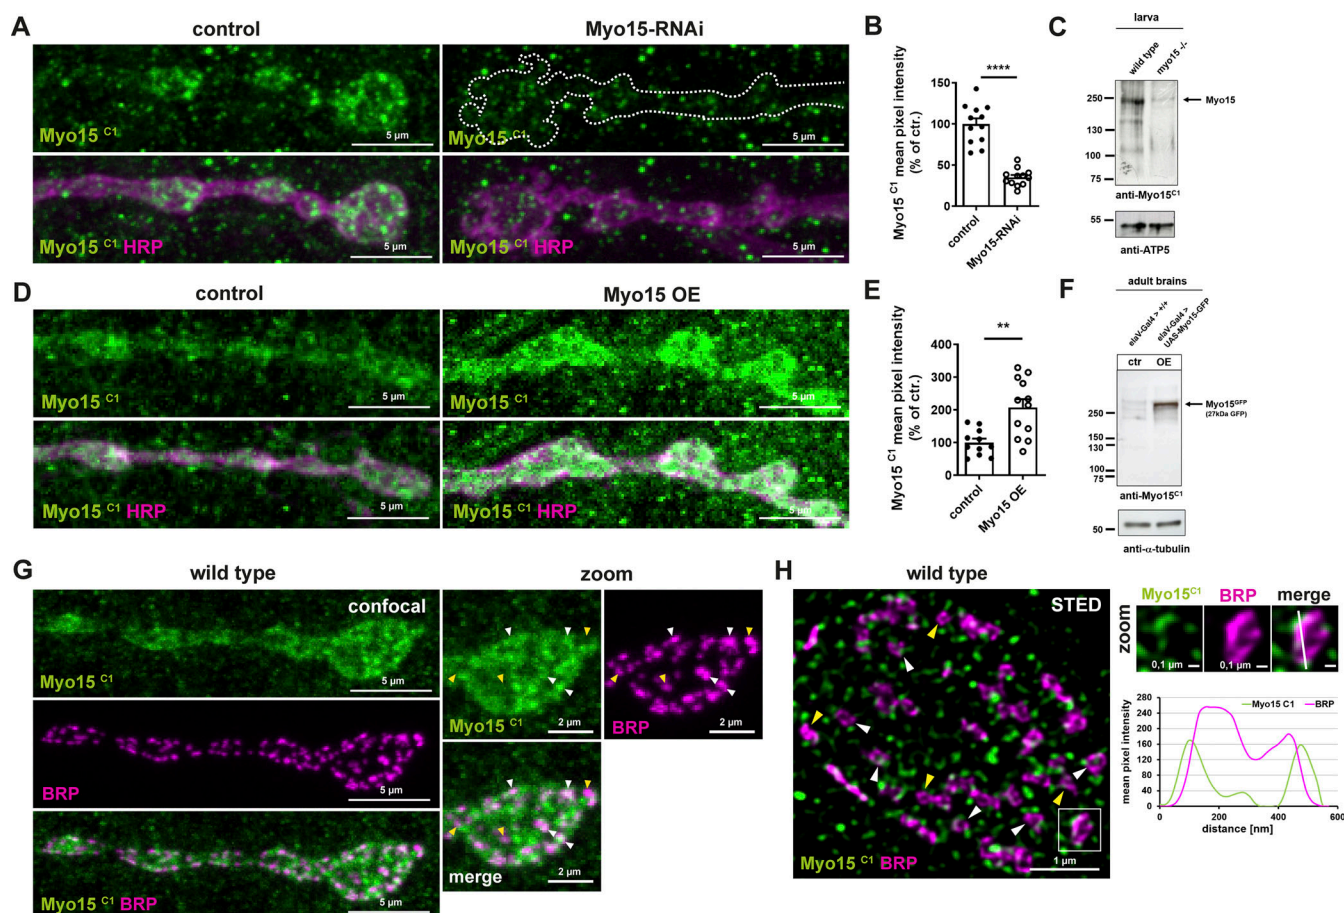 A
control
Myo15-RNAi
Myo15 C1
5 µm
Myo15 C1
5 µm
Myo15 C1 HRP
5 µm
Myo15 C1 HRP
5 µm
B
Myo15 C1 mean pixel intensity
(% of ctr.)
150
100
50
0
****
control
Myo15-RNAi
C
larva
wild type
myo15 -/-
250
130
100
75
Myo15
anti-Myo15C1
55
anti-ATP5
D
control
Myo15 OE
Myo15 C1
5 µm
Myo15 C1
5 µm
Myo15 C1 HRP
5 µm
Myo15 C1 HRP
5 µm
E
Myo15 C1 mean pixel intensity
(% of ctr.)
400
300
200
100
0
**
control
Myo15 OE
F
adult brains
elaV-Gal4 > +/+
elaV-Gal4 >
UAS-Myo15-GFP
ctr
OE
250
150
130
100
75
Myo15GFP
(27kDa GFP)
anti-Myo15C1
50
anti-α-tubulin
G
wild type
zoom
confocal
Myo15 C1
5 µm
BRP
5 µm
Myo15 C1 BRP
5 µm
Myo15 C1
2 µm
BRP
2 µm
merge
2 µm
H
wild type
STED
Myo15 C1 BRP
1 µm
zoom
Myo15C1
BRP
merge
0,1 µm
0,1 µm
mean pixel intensity
280
240
200
160
120
80
40
0
Myo15 C1
BRP
0
200
400
600
distance [nm]